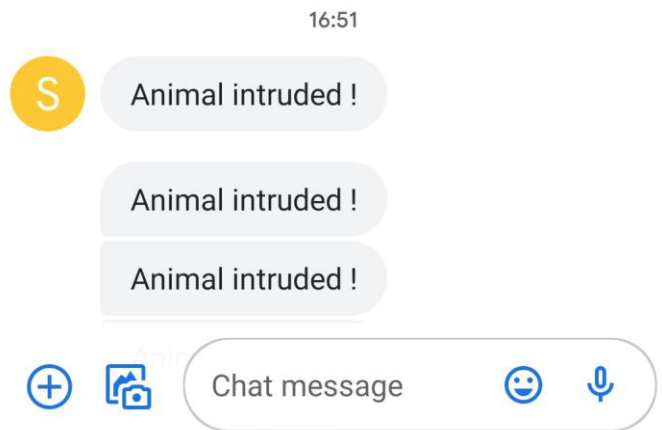 16:51
S
Animal intruded !
Animal intruded !
Animal intruded !
Chat message